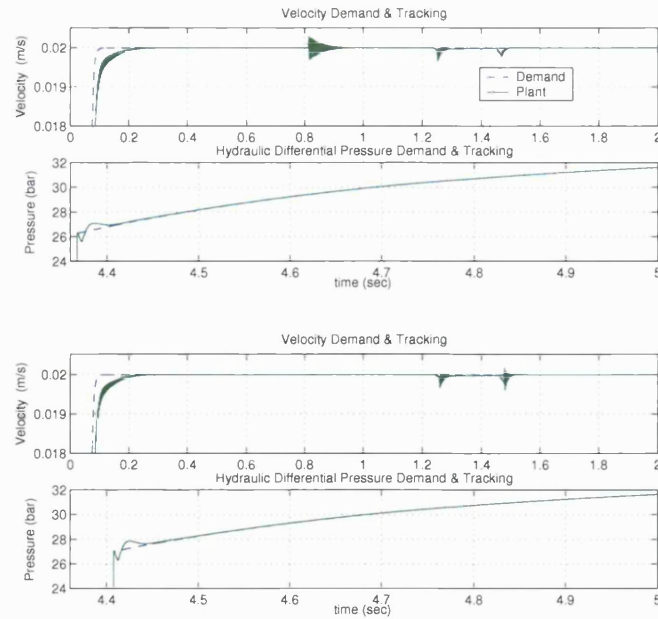 Velocity Demand & Tracking
Velocity (m/s)
0.02
0.019
0.018
0 0.2 0.4 0.6 0.8 1 1.2 1.4 1.6 1.8 2
Demand
Plant
Hydraulic Differential Pressure Demand & Tracking
Pressure (bar)
32
30
28
26
24
4.4 4.5 4.6 4.7 4.8 4.9 5
time (sec)
Velocity Demand & Tracking
Velocity (m/s)
0.02
0.019
0.018
0 0.2 0.4 0.6 0.8 1 1.2 1.4 1.6 1.8 2
Hydraulic Differential Pressure Demand & Tracking
Pressure (bar)
32
30
28
26
24
4.4 4.5 4.6 4.7 4.8 4.9 5
time (sec)